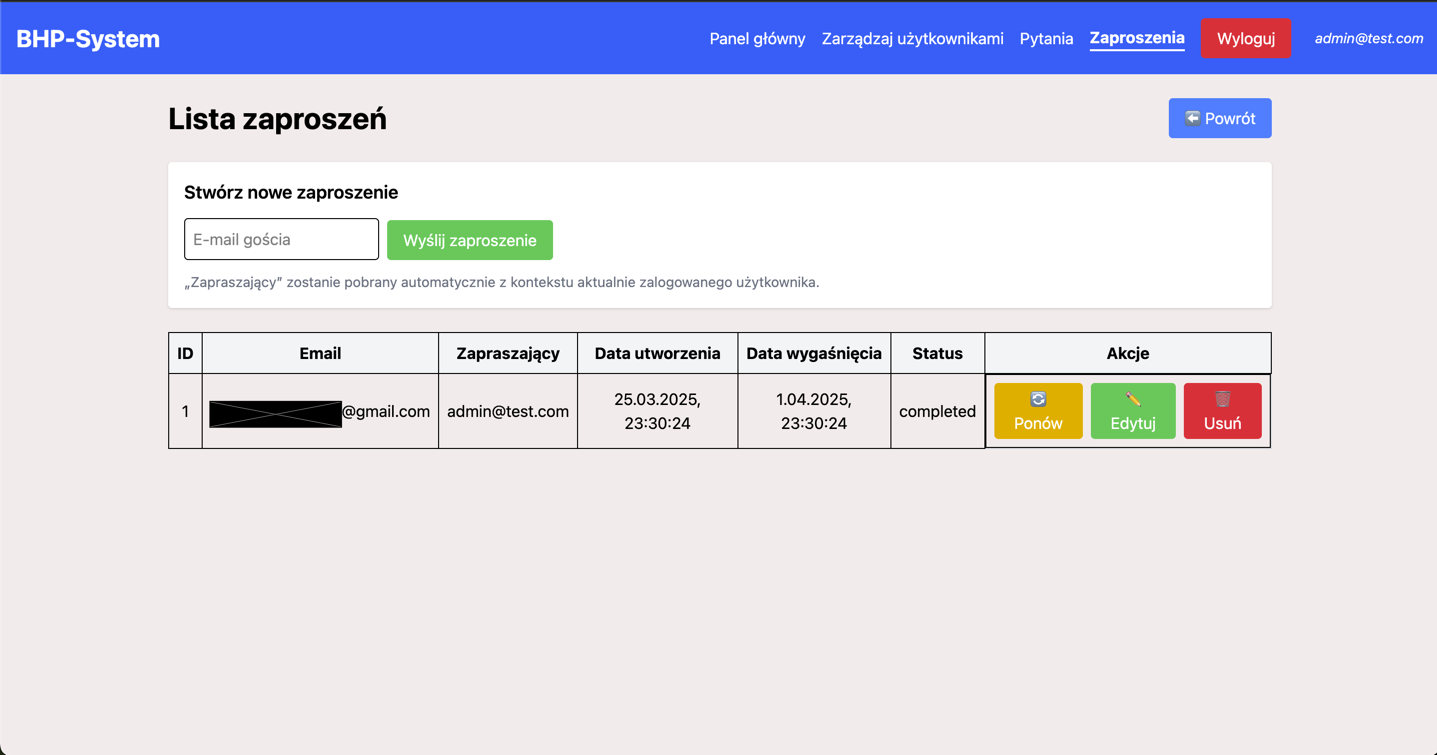 BHP-System
Panel główny Zarządzaj użytkownikami Pytania Zaproszenia Wyloguj admin@test.com
Lista zaproszeń
Powrót
Stwórz nowe zaproszenie
E-mail gościa Wyślij zaproszenie
„Zapraszający” zostanie pobrany automatycznie z kontekstu aktualnie zalogowanego użytkownika.
ID Email Zapraszający Data utworzenia Data wygaśnięcia Status Akcje
1 @gmail.com admin@test.com 25.03.2025, 23:30:24 1.04.2025, 23:30:24 completed Ponów Edytuj Usuń